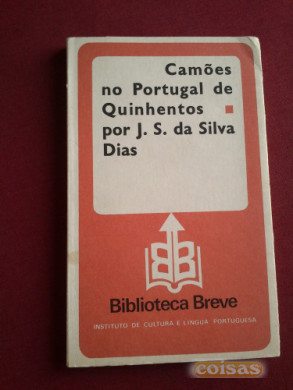 Camões
no Portugal de
Quinhentos
por J. S. da Silva
Dias
BB
Biblioteca Breve
INSTITUTO DE CULTURA E LÍNGUA PORTUGUESA
coisas